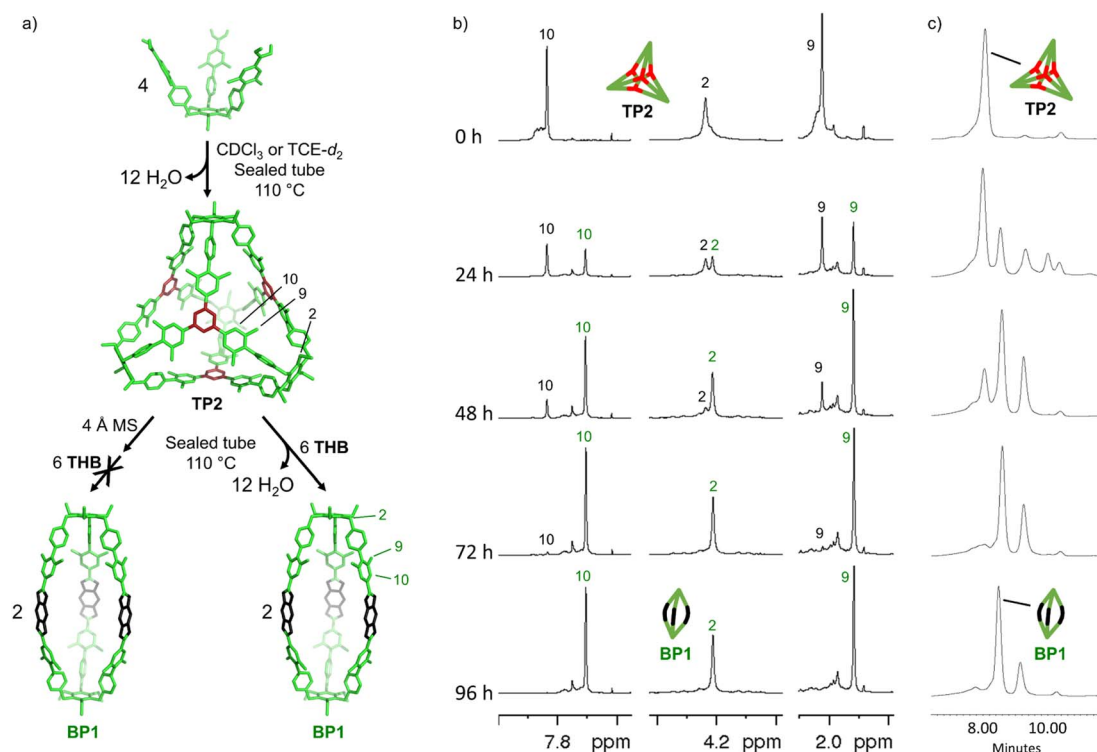 a)
4
CDCl₃ or TCE-d₂
Sealed tube
110 °C
12 H₂O
10
9
2
TP2
4 Å MS
6 THB
Sealed tube
110 °C
6 THB
12 H₂O
2
2
2
9
10
BP1
BP1
b)
10
2
9
TP2
0 h
10
10
2
2
9
9
24 h
10
10
2
2
9
9
48 h
10
10
2
9
9
72 h
10
2
9
BP1
96 h
7.8 ppm
4.2 ppm
2.0 ppm
c)
TP2
BP1
8.00 10.00
Minutes